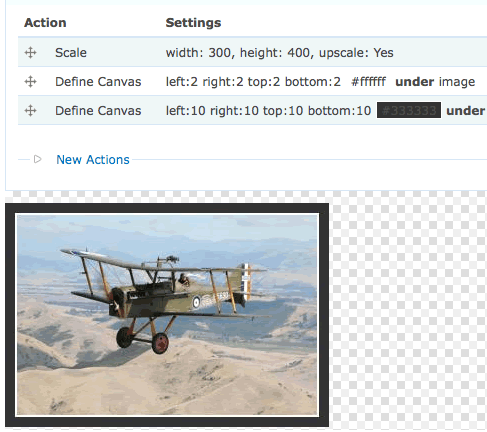 Action Settings
Scale width: 300, height: 400, upscale: Yes
Define Canvas left:2 right:2 top:2 bottom:2 #ffffff under image
Define Canvas left:10 right:10 top:10 bottom:10 #333333 under
New Actions